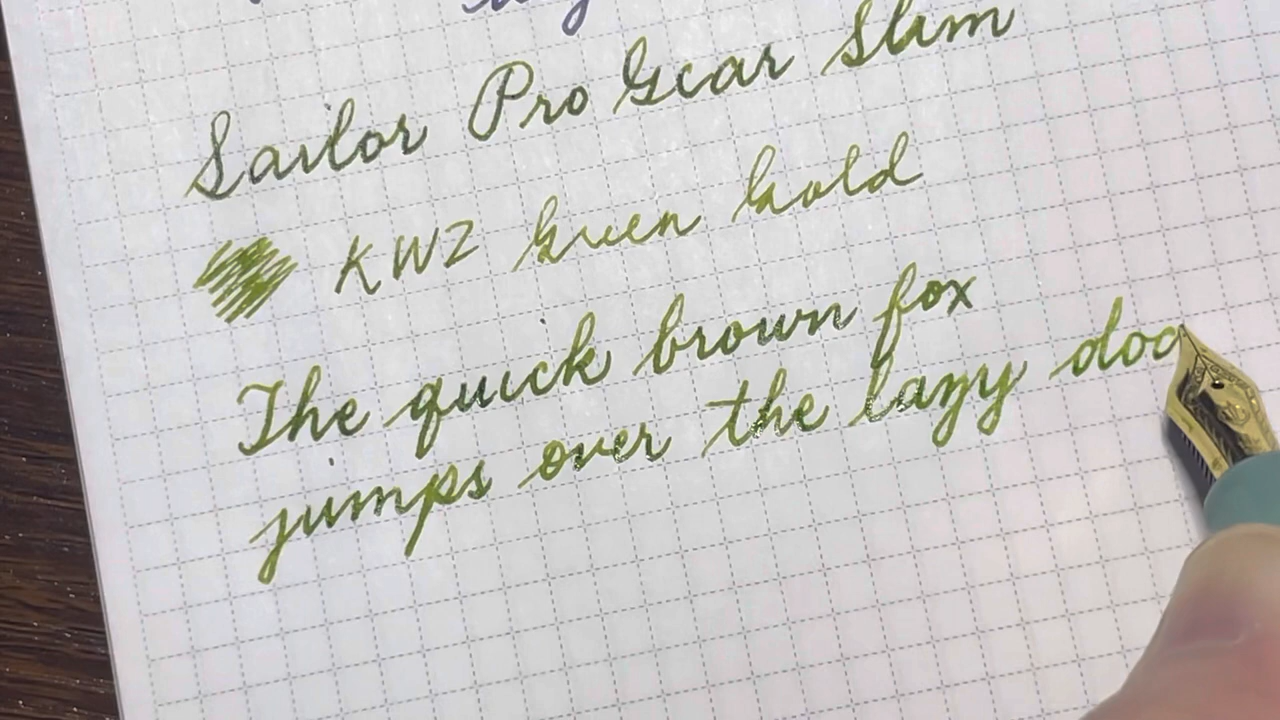 Sailor Pro Gear Slim
KWZ Green Gold
The quick brown fox
jumps over the lazy dog